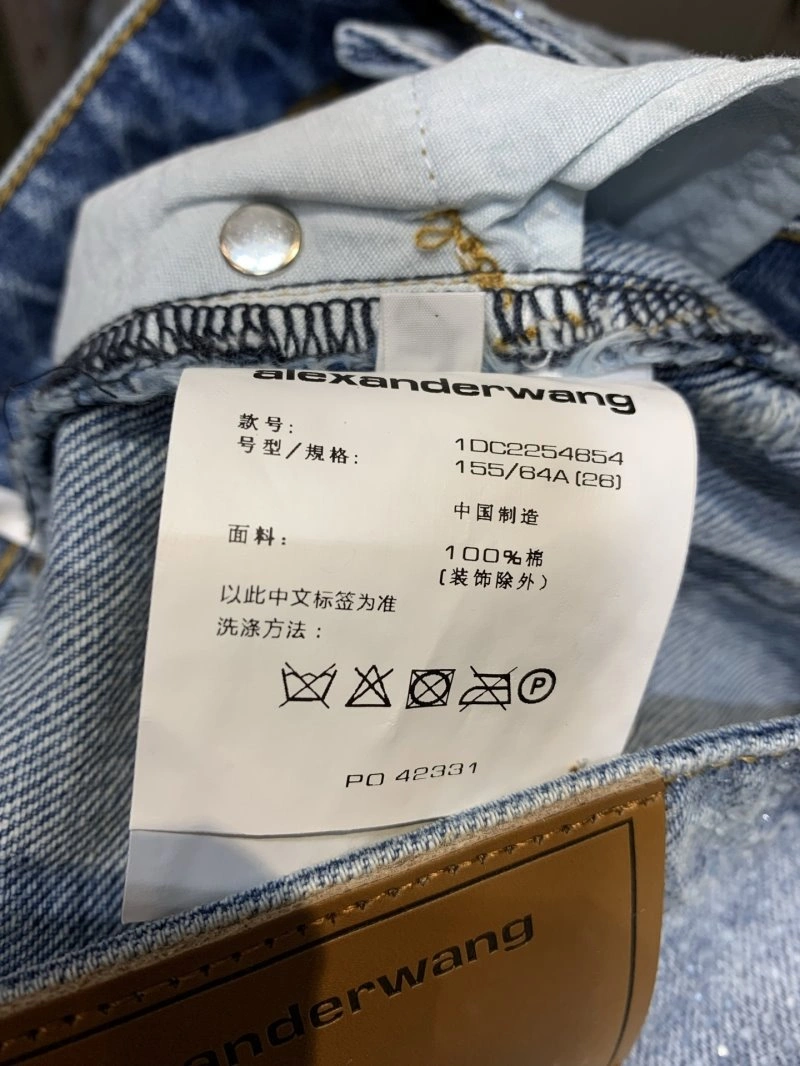 alexanderwang
款号: 1DC2254654
号型/規格: 155/64A (26)
中国制造
面料: 100%棉
(装饰除外)
以此中文标签为准
洗涤方法:
P
PO 42331
anderwang